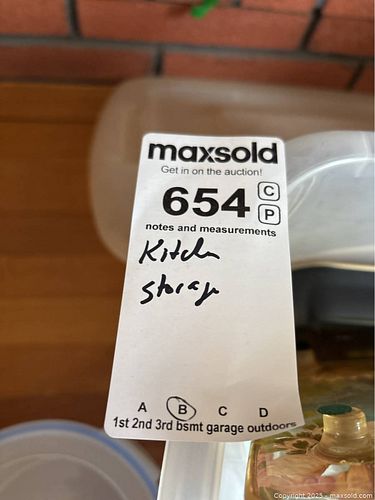 maxsold
Get in on the auction!
654 C
P
notes and measurements
Kitchen
storage
A B C D
1st 2nd 3rd bsmt garage outdoors
Copyright 2025 - maxsold.com